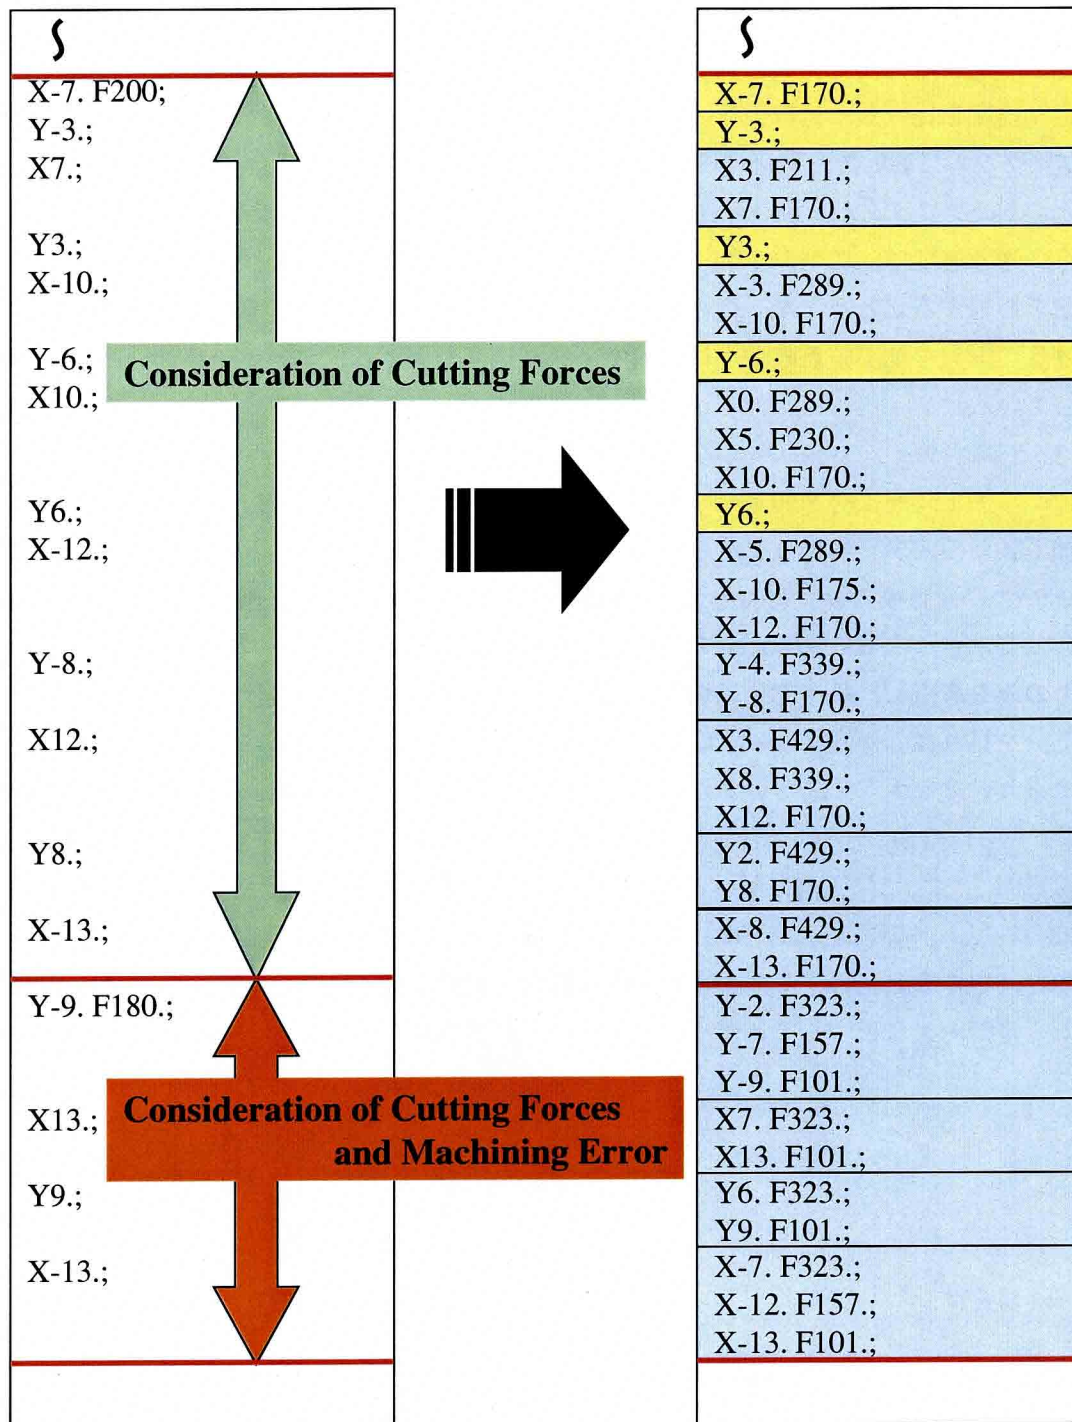 X-7. F200;
Y-3.;
X7.;
Y3.;
X-10.;
Y-6.;
X10.;
Y6.;
X-12.;
Y-8.;
X12.;
Y8.;
X-13.;
Y-9. F180.;
X13.;
Y9.;
X-13.;
Consideration of Cutting Forces
Consideration of Cutting Forces
and Machining Error
X-7. F170.;
Y-3.;
X3. F211.;
X7. F170.;
Y3.;
X-3. F289.;
X-10. F170.;
Y-6.;
X0. F289.;
X5. F230.;
X10. F170.;
Y6.;
X-5. F289.;
X-10. F175.;
X-12. F170.;
Y-4. F339.;
Y-8. F170.;
X3. F429.;
X8. F339.;
X12. F170.;
Y2. F429.;
Y8. F170.;
X-8. F429.;
X-13. F170.;
Y-2. F323.;
Y-7. F157.;
Y-9. F101.;
X7. F323.;
X13. F101.;
Y6. F323.;
Y9. F101.;
X-7. F323.;
X-12. F157.;
X-13. F101.;